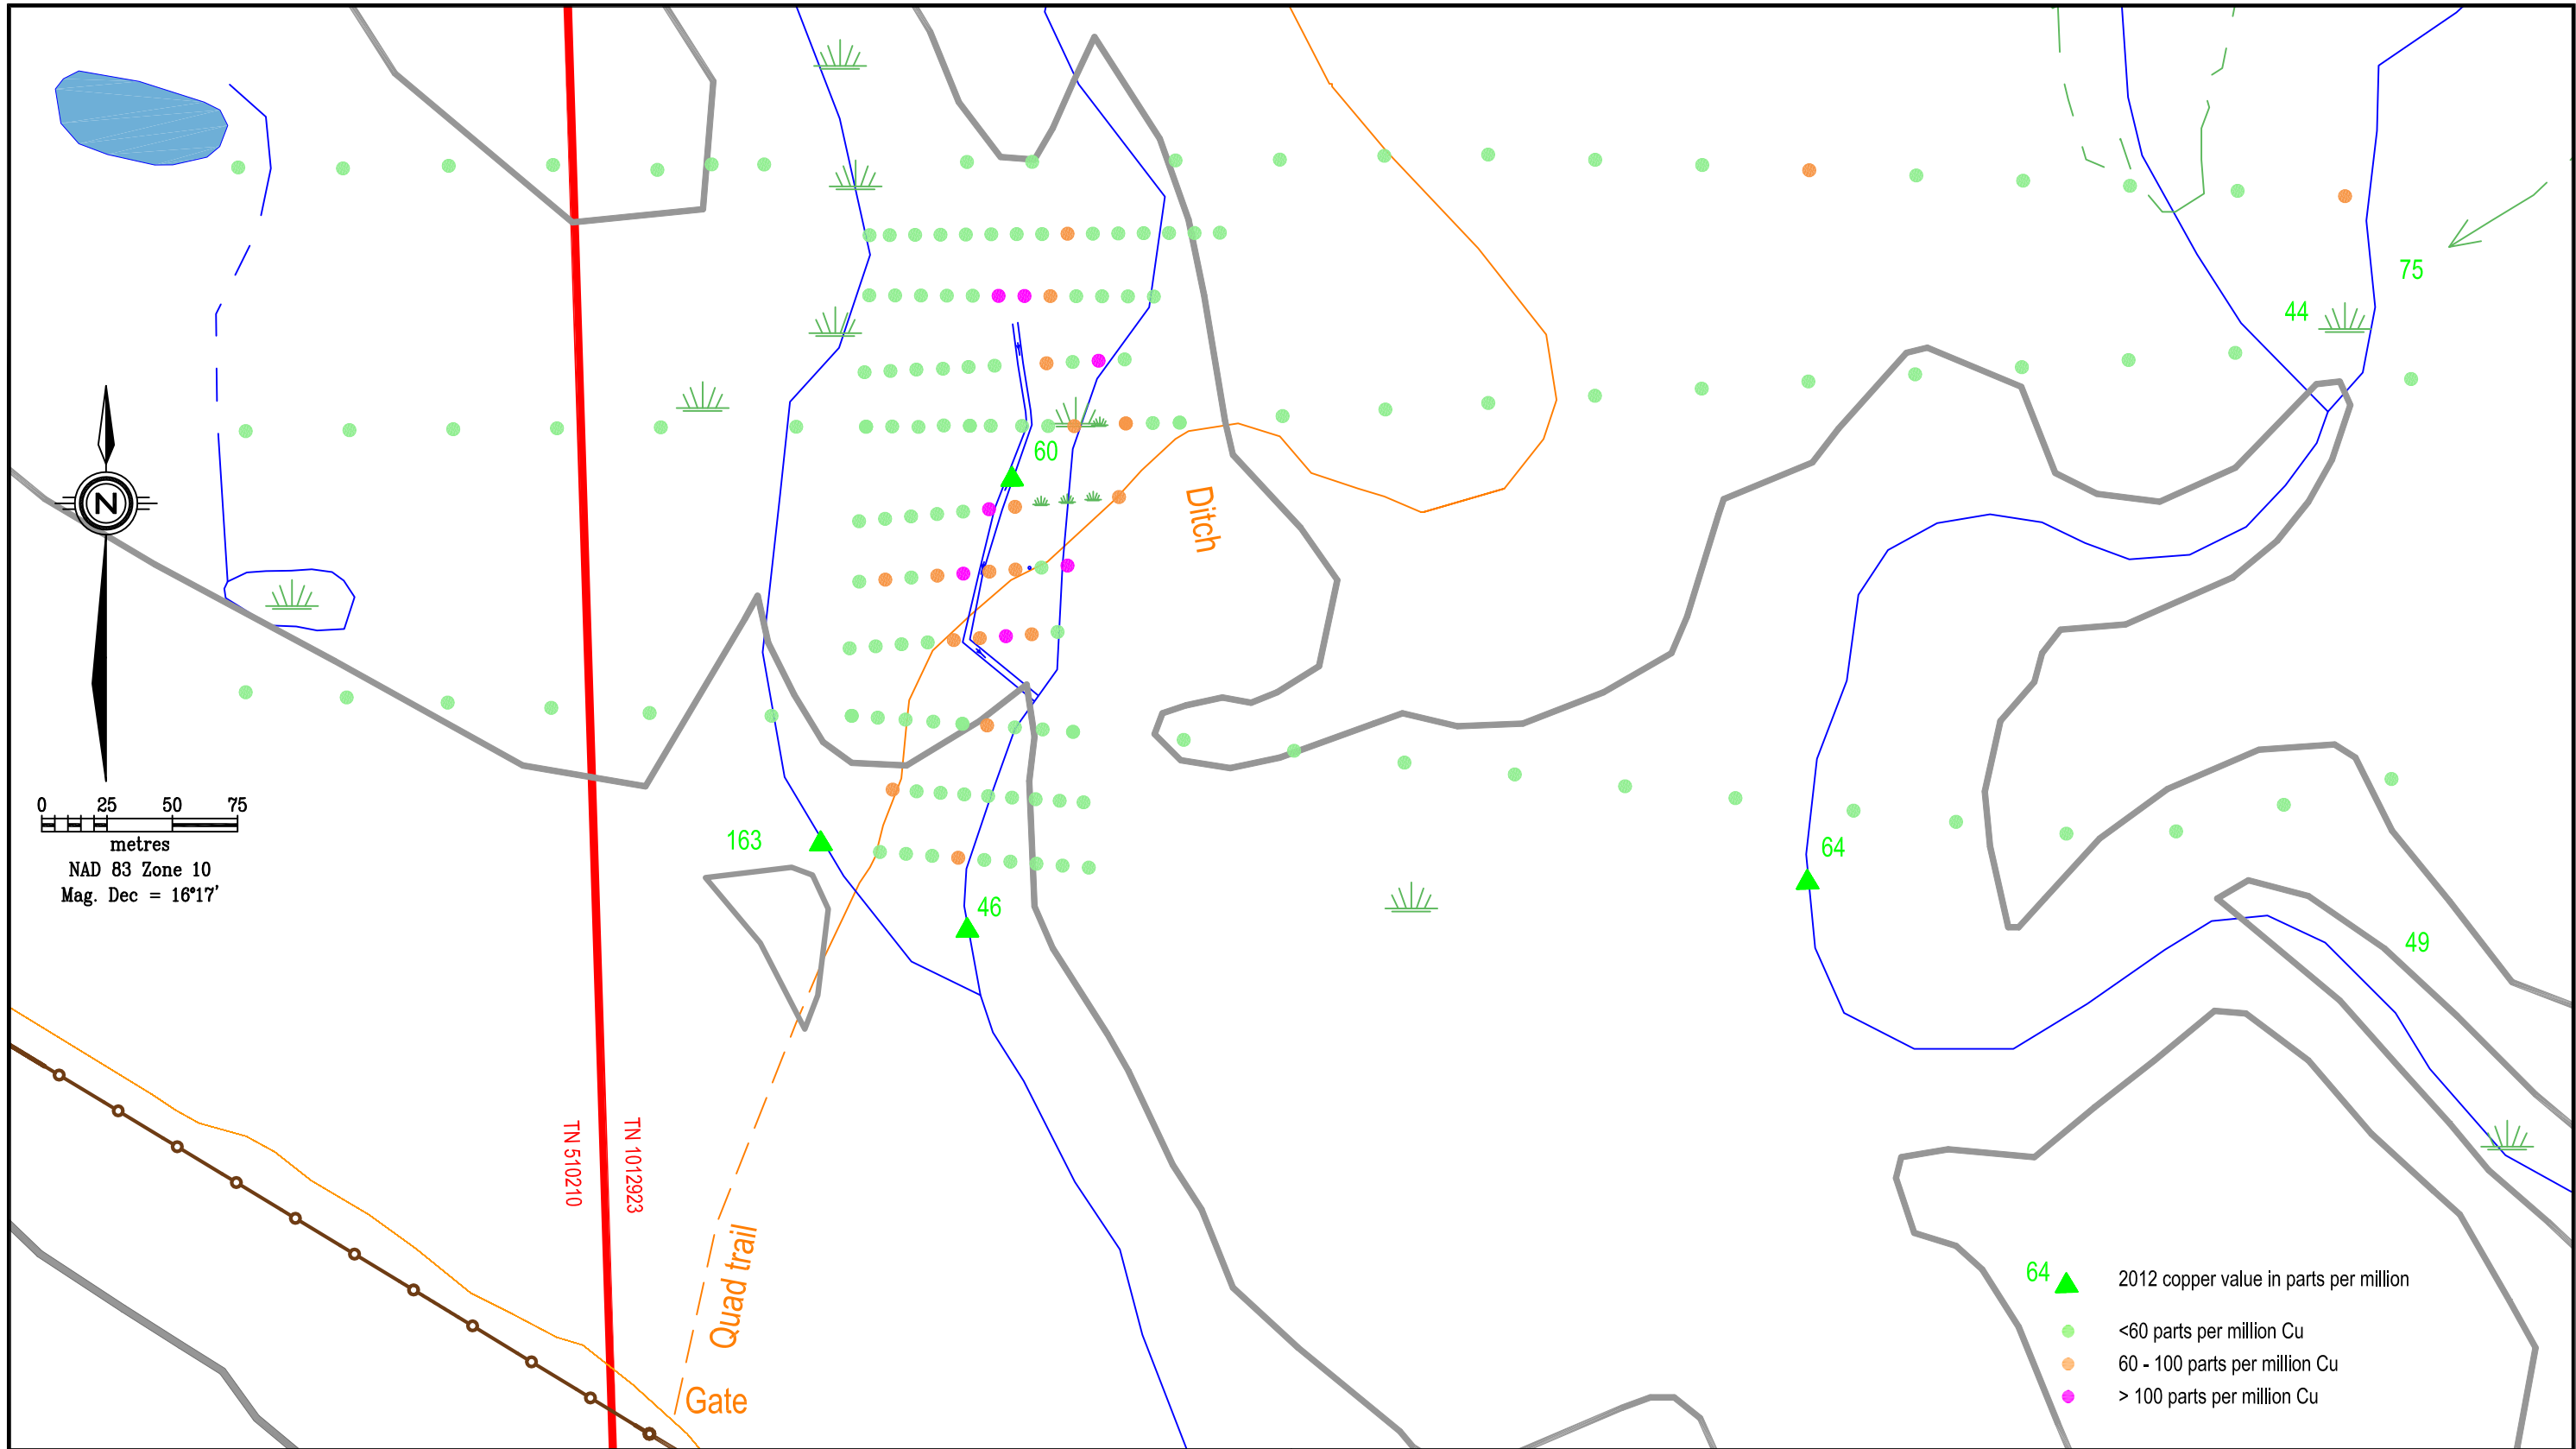 75
44
60
Ditch
N
0 25 50 75
metres
NAD 83 Zone 10
Mag. Dec = 16°17'
163
64
46
49
TN 510210
TN 1012923
Quad trail
Gate
64 2012 copper value in parts per million
<60 parts per million Cu
60 - 100 parts per million Cu
> 100 parts per million Cu